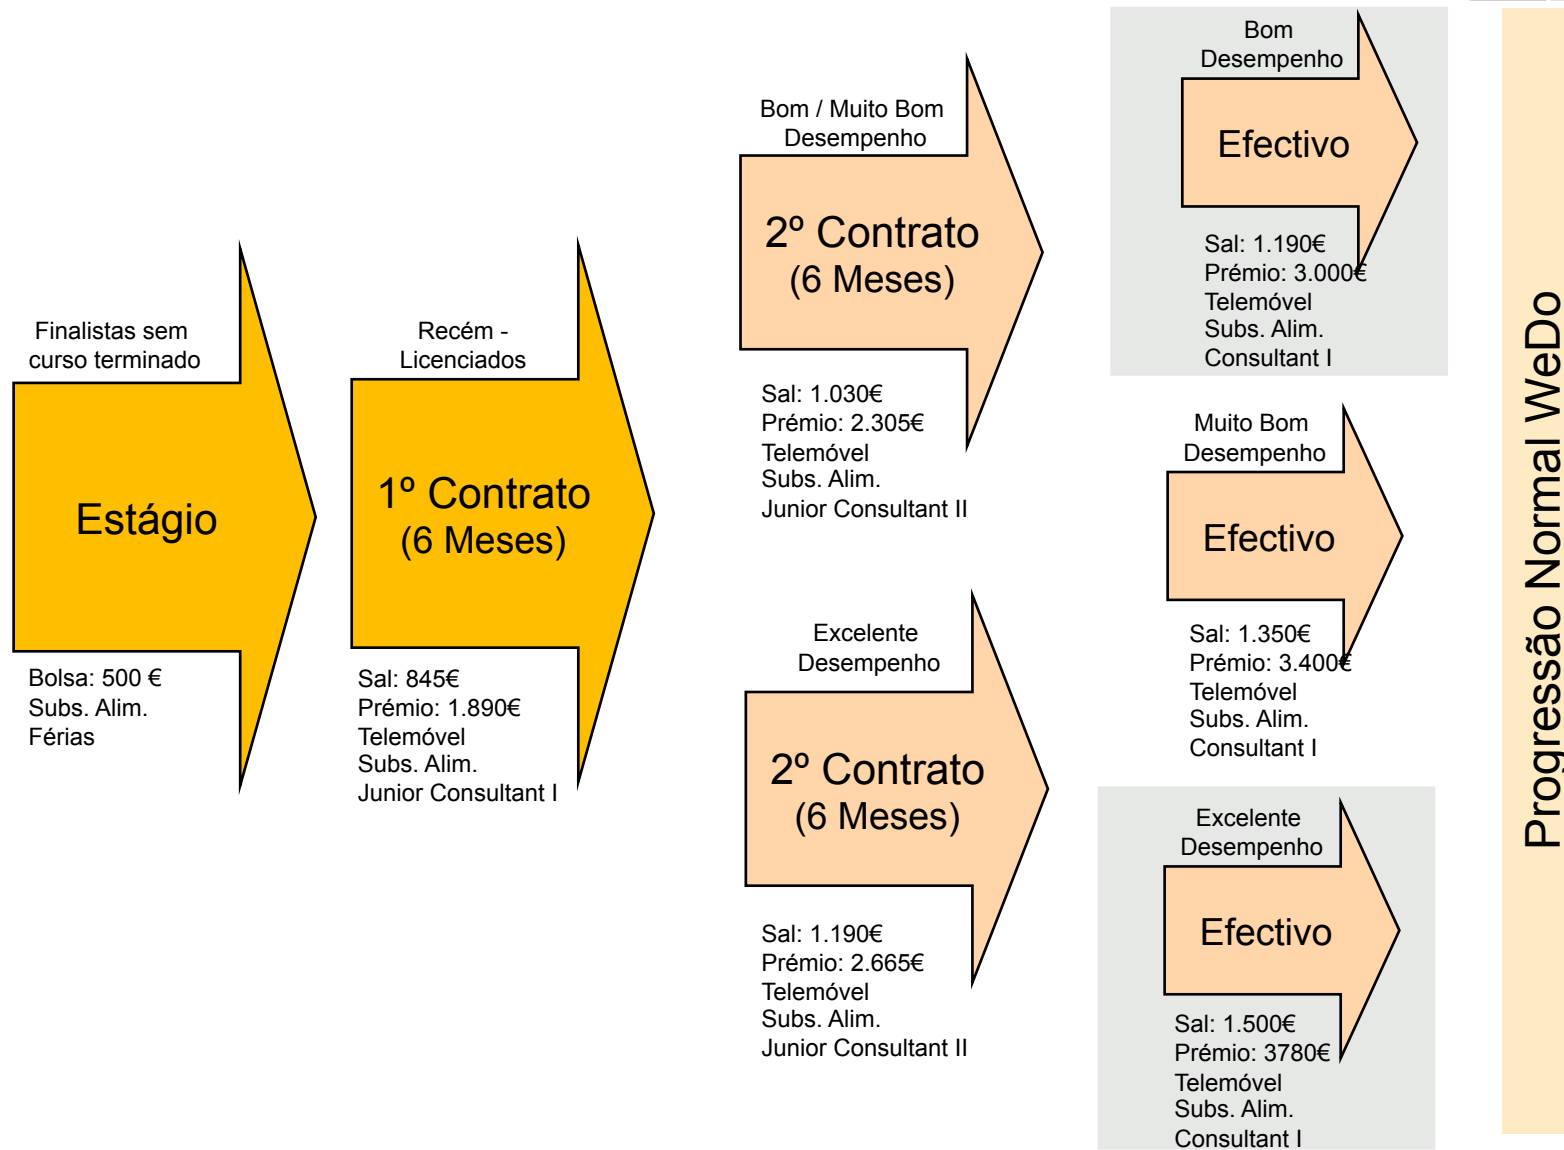 Finalistas sem
curso terminado
Estágio
Bolsa: 500 €
Subs. Alim.
Férias
Recém -
Licenciados
1º Contrato
(6 Meses)
Sal: 845€
Prémio: 1.890€
Telemóvel
Subs. Alim.
Junior Consultant I
Bom / Muito Bom
Desempenho
2º Contrato
(6 Meses)
Sal: 1.030€
Prémio: 2.305€
Telemóvel
Subs. Alim.
Junior Consultant II
Excelente
Desempenho
2º Contrato
(6 Meses)
Sal: 1.190€
Prémio: 2.665€
Telemóvel
Subs. Alim.
Junior Consultant II
Bom
Desempenho
Efectivo
Sal: 1.190€
Prémio: 3.000€
Telemóvel
Subs. Alim.
Consultant I
Muito Bom
Desempenho
Efectivo
Sal: 1.350€
Prémio: 3.400€
Telemóvel
Subs. Alim.
Consultant I
Excelente
Desempenho
Efectivo
Sal: 1.500€
Prémio: 3780€
Telemóvel
Subs. Alim.
Consultant I
Progressão Normal WeDo